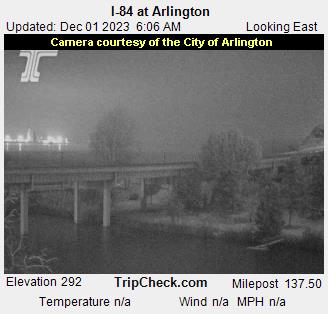 I-84 at Arlington
Updated: Dec 01 2023 6:06 AM Looking East
Camera courtesy of the City of Arlington
Elevation 292 TripCheck.com Milepost 137.50
Temperature n/a Wind n/a MPH n/a